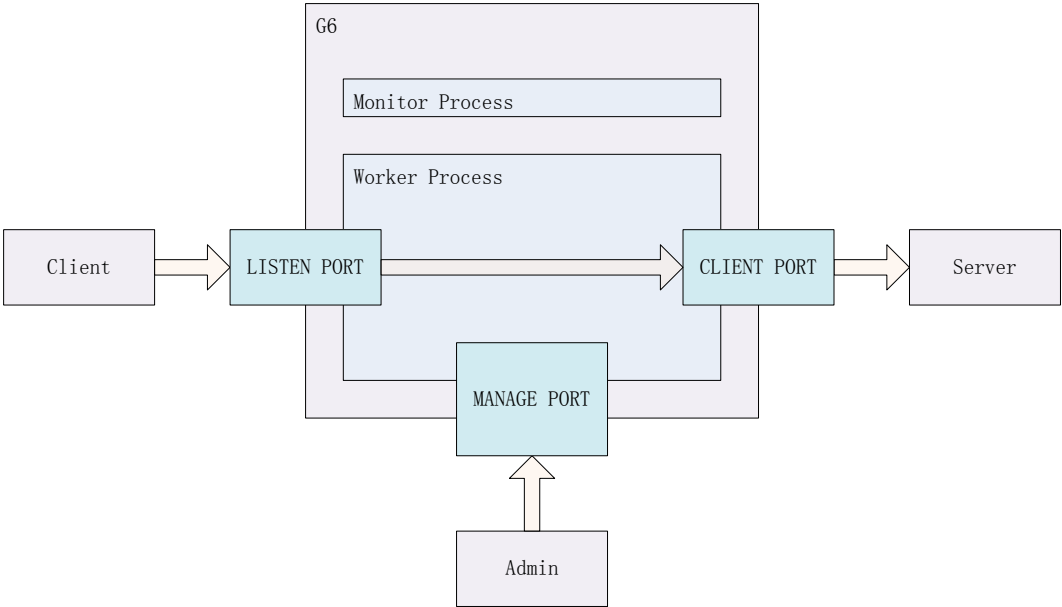 G6
Monitor Process
Worker Process
Client
LISTEN PORT
CLIENT PORT
Server
MANAGE PORT
Admin